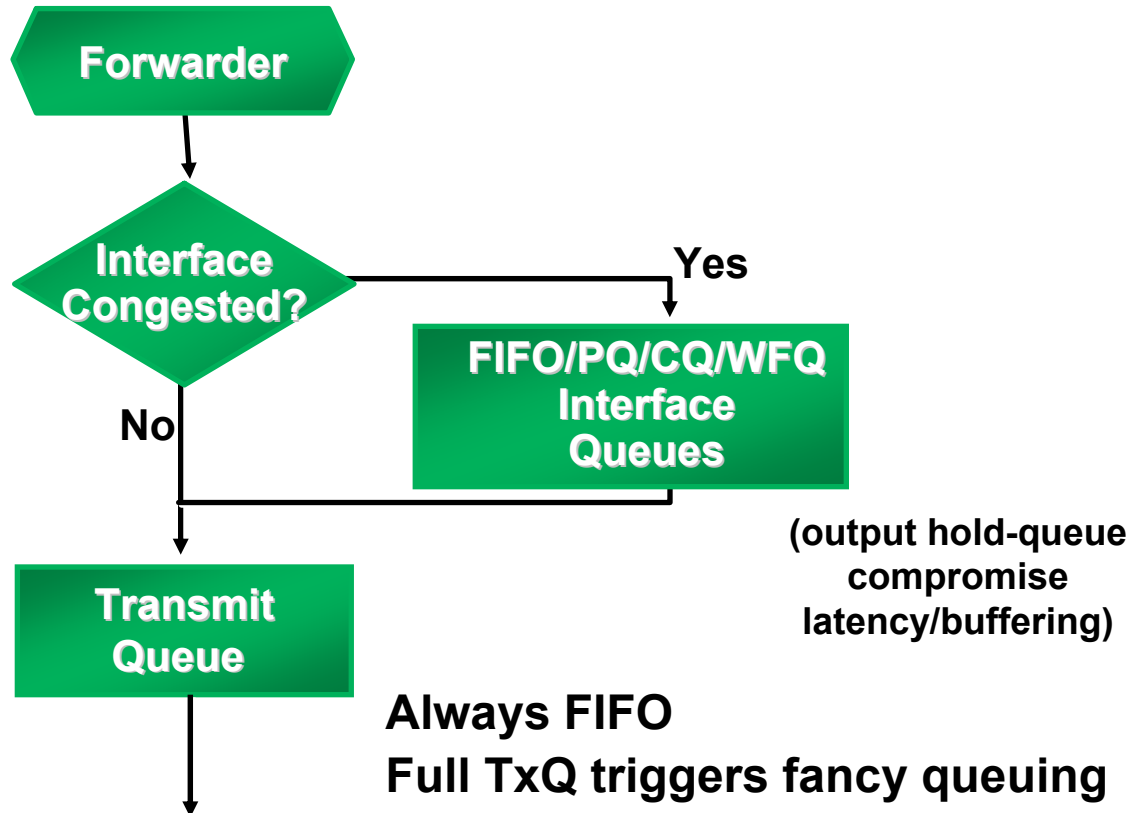 Forwarder
Interface
Congested?
Yes
FIFO/PQ/CQ/WFQ
Interface
Queues
No
(output hold-queue
compromise
latency/buffering)
Transmit
Queue
Always FIFO
Full TxQ triggers fancy queuing